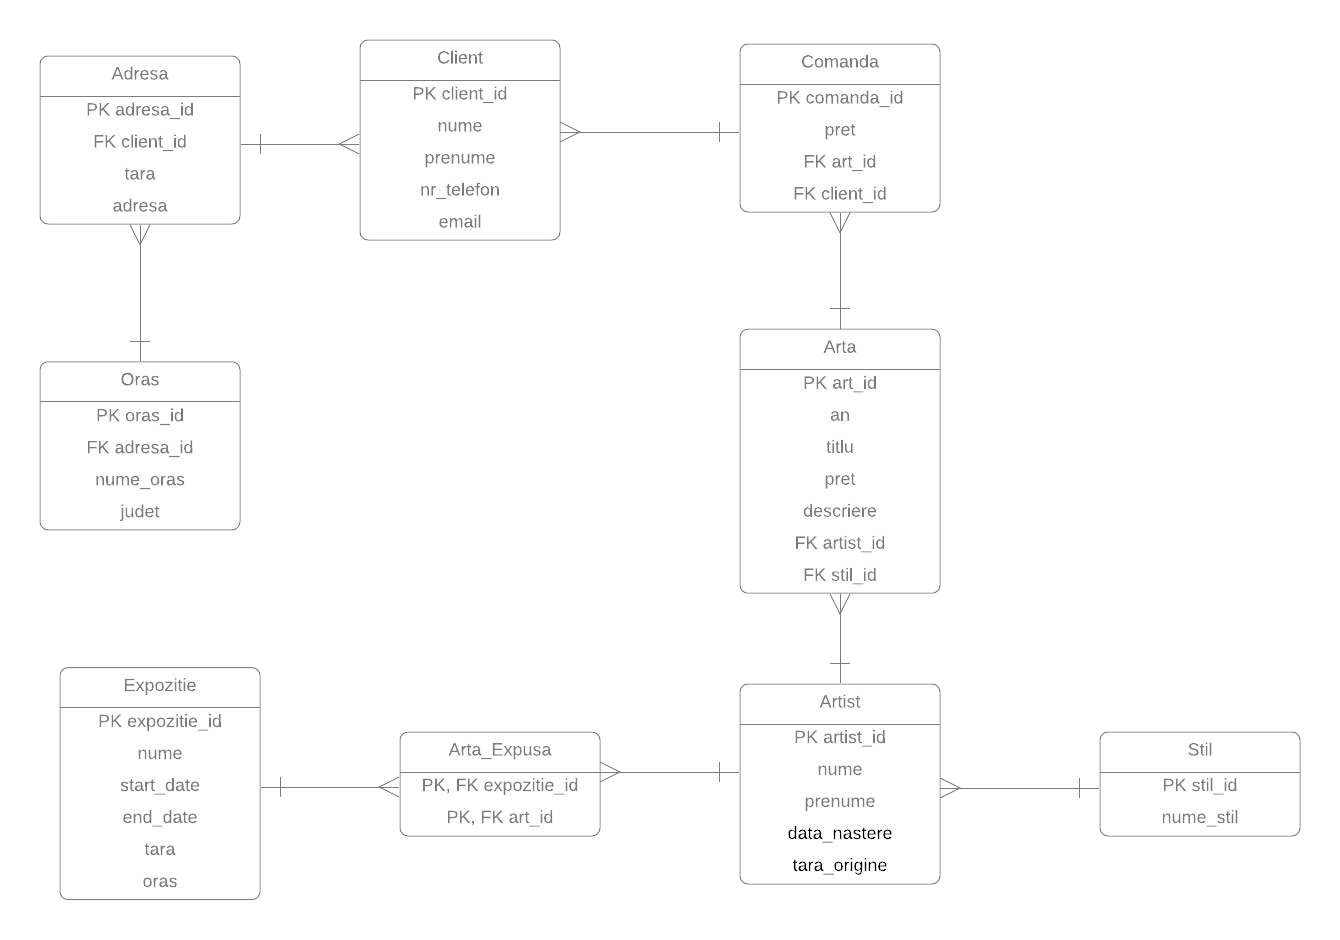 Adresa
PK adresa_id
FK client_id
tara
adresa
Client
PK client_id
nume
prenume
nr_telefon
email
Comanda
PK comanda_id
pret
FK art_id
FK client_id
Oras
PK oras_id
FK adresa_id
nume_oras
judet
Arta
PK art_id
an
titlu
pret
descriere
FK artist_id
FK stil_id
Expozitie
PK expozitie_id
nume
start_date
end_date
tara
oras
Arta_Expusa
PK, FK expozitie_id
PK, FK art_id
Artist
PK artist_id
nume
prenume
data_nastere
tara_origine
Stil
PK stil_id
nume_stil